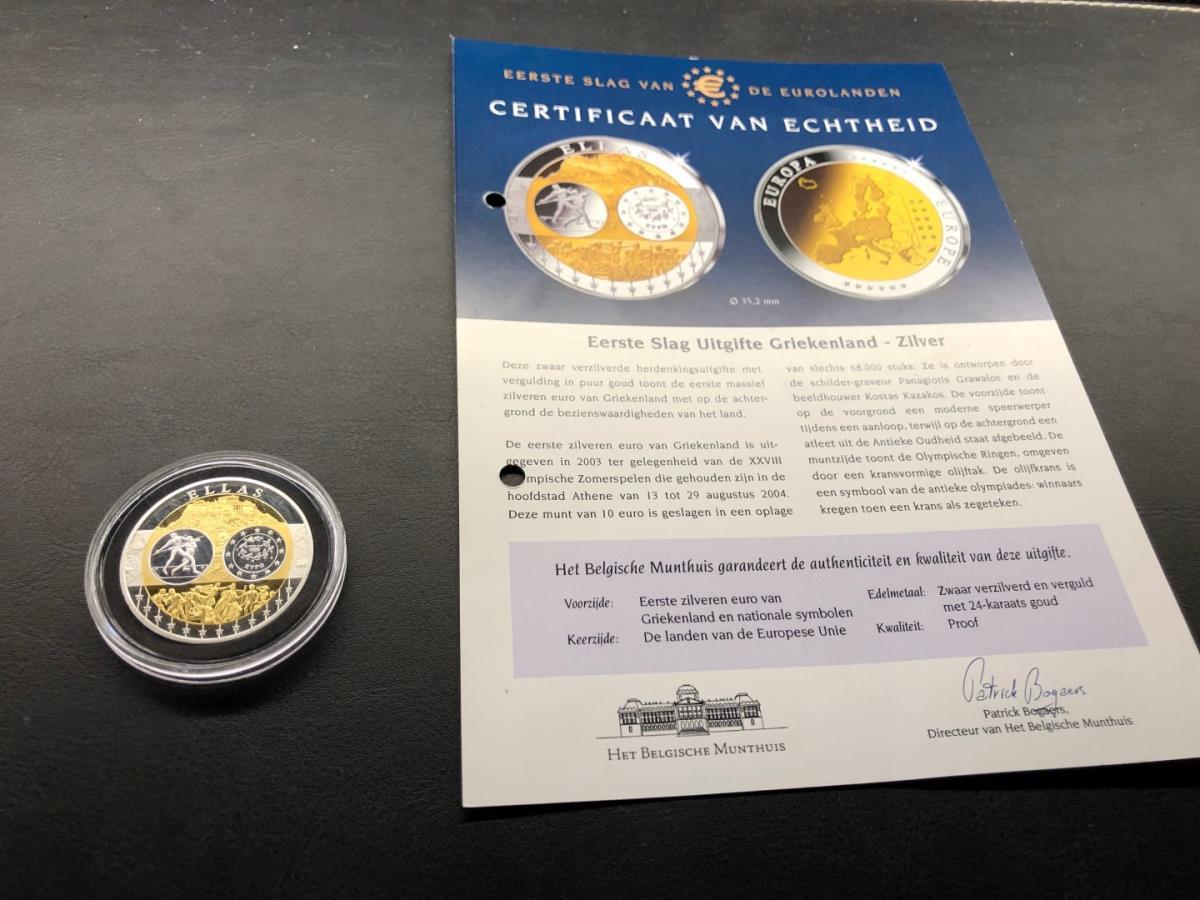 EERSTE SLAG VAN € DE EUROLANDEN
CERTIFICAAT VAN ECHTHEID
ELLAS
ΕΥΡΩ
EUROPA
EUROPE
Ø 35.2 mm
Eerste Slag Uitgifte Griekenland - Zilver
Deze zwaar verzilverde herdenkingsuitgifte met
vergulding in puur goud toont de eerste massief
zilveren euro van Griekenland met op de achter-
grond de bezienswaardigheden van het land.
De eerste zilveren euro van Griekenland is uit-
gegeven in 2003 ter gelegenheid van de XXVIII
mpische Zomerspelen die gehouden zijn in de
hoofdstad Athene van 13 tot 29 augustus 2004.
Deze munt van 10 euro is geslagen in een oplage
van slechts 68.000 stuks. Ze is ontworpen door
de schilder-graveur Panagiotis Grawalos en de
beeldhouwer Kostas Kazakos. De voorzijde toont
op de voorgrond een moderne speerwerper
tijdens een aanloop, terwijl op de achtergrond een
atleet uit de Antieke Oudheid staat afgebeeld. De
muntzijde toont de Olympische Ringen, omgeven
door een kransvormige olijftak. De olijfkrans is
een symbool van de antieke olympiades: winnaars
kregen toen een krans als zegeteken.
Het Belgische Munthuis garandeert de authenticiteit en kwaliteit van deze uitgifte.
Voorzijde: Eerste zilveren euro van
Griekenland en nationale symbolen
Keerzijde: De landen van de Europese Unie
Edelmetaal: Zwaar verzilverd en verguld
met 24-karaats goud
Kwaliteit: Proof
HET BELGISCHE MUNTHUIS
Patrick Bogaers
Patrick Bogaers,
Directeur van Het Belgische Munthuis
ELLAS
ΕΥΡΩ